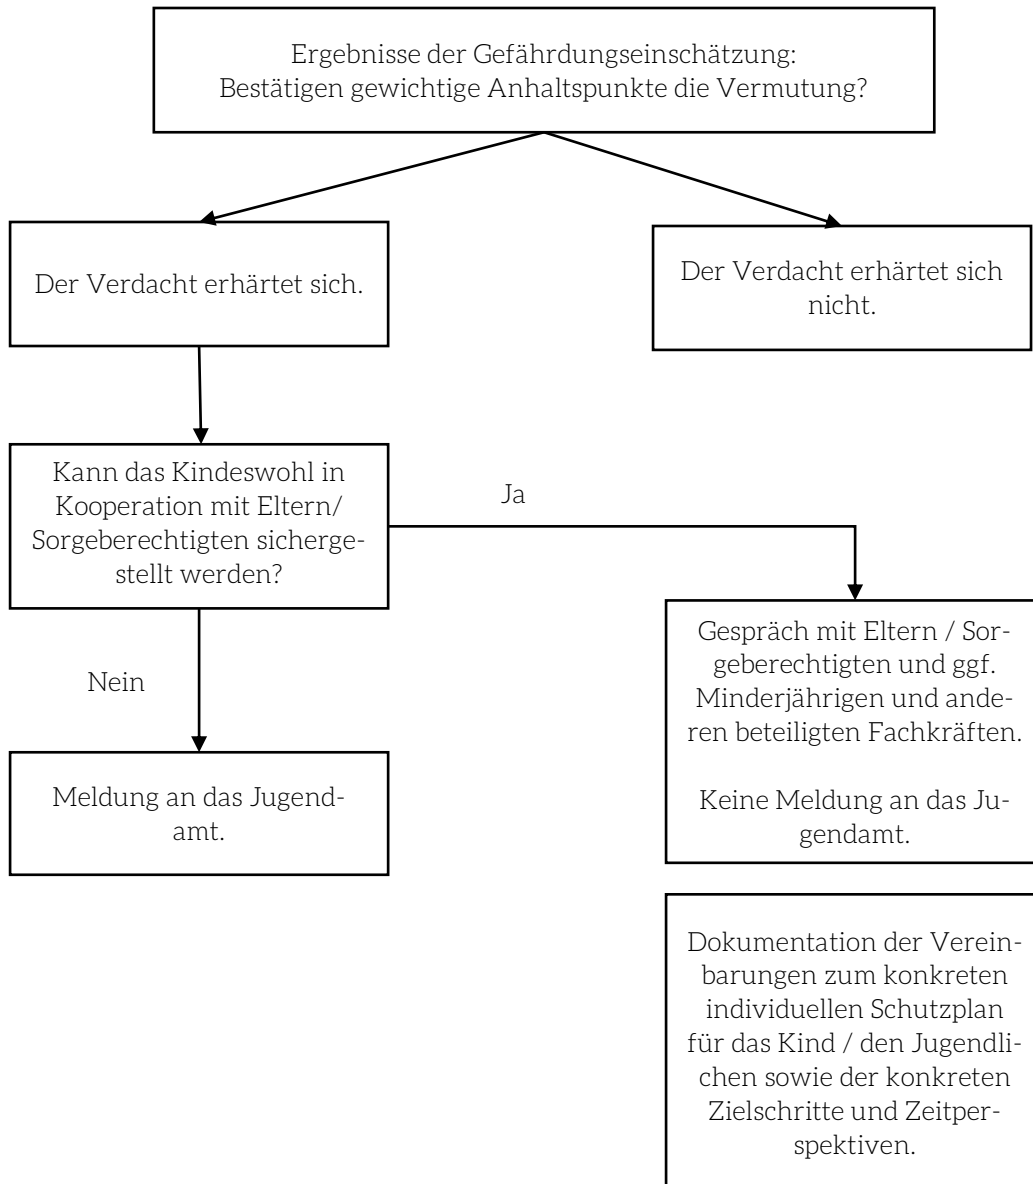 Ergebnisse der Gefährdungseinschätzung:
Bestätigen gewichtige Anhaltspunkte die Vermutung?
Der Verdacht erhärtet sich.
Der Verdacht erhärtet sich
nicht.
Kann das Kindeswohl in
Kooperation mit Eltern/
Sorgeberechtigten sicherge-
stellt werden?
Ja
Nein
Gespräch mit Eltern / Sor-
geberechtigten und ggf.
Minderjährigen und ande-
ren beteiligten Fachkräften.
Keine Meldung an das Ju-
gendamt.
Meldung an das Jugend-
amt.
Dokumentation der Verein-
barungen zum konkreten
individuellen Schutzplan
für das Kind / den Jugendli-
chen sowie der konkreten
Zielschritte und Zeitper-
spektiven.